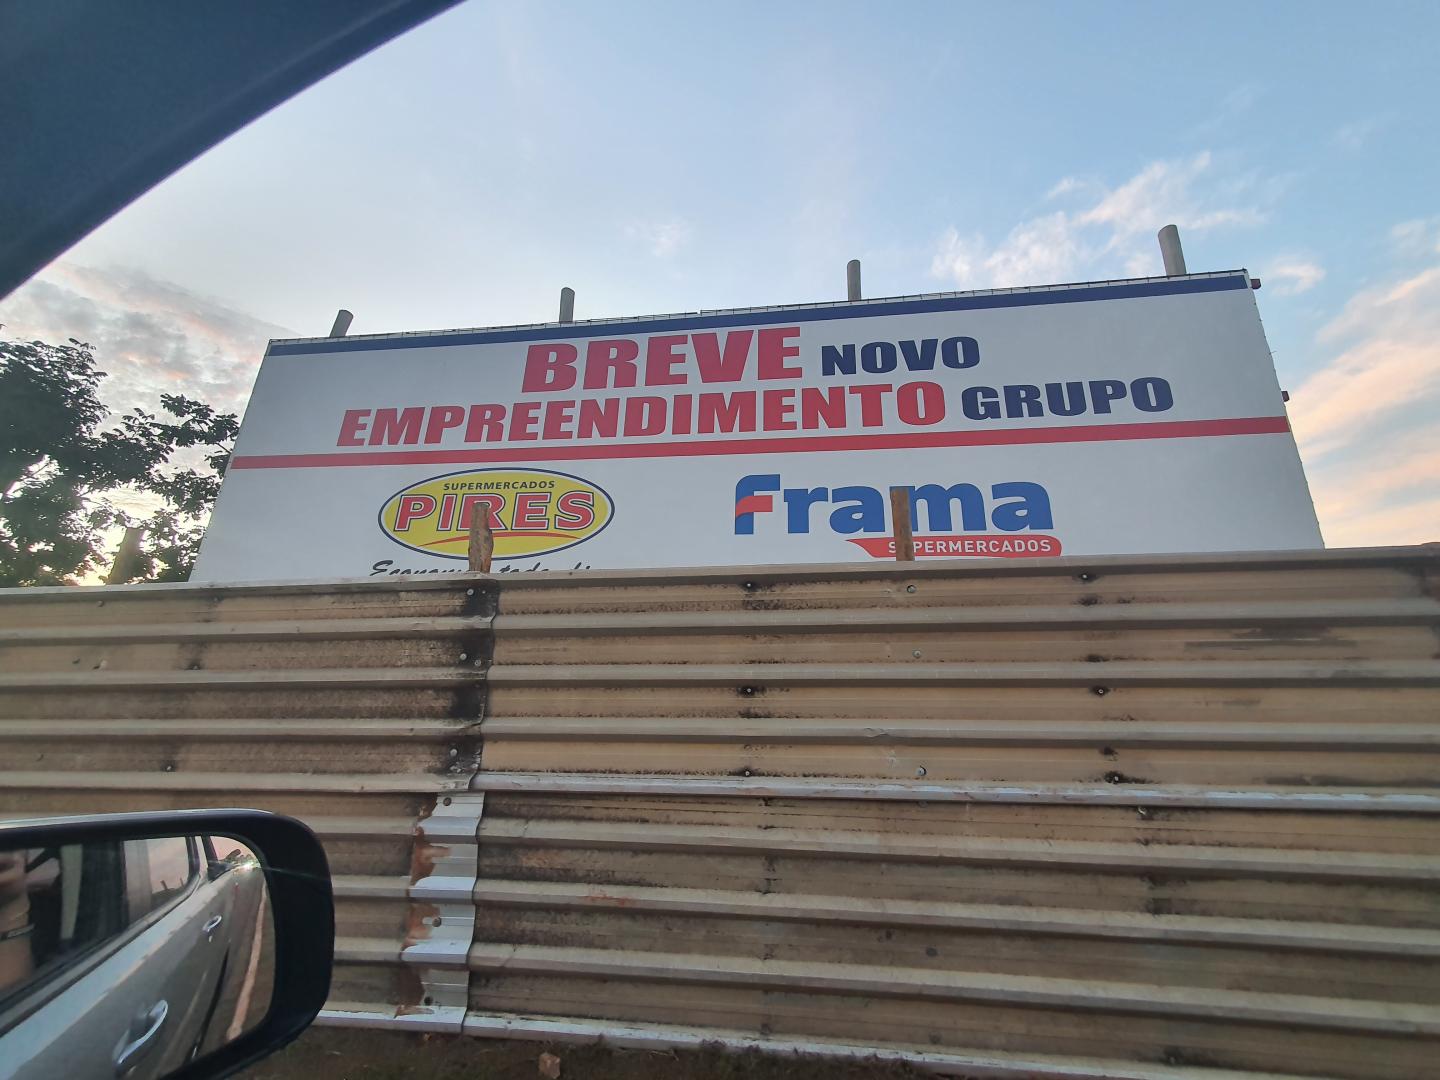 BREVE NOVO
EMPREENDIMENTO GRUPO
SUPERMERCADOS
PIRES
Frama
SUPERMERCADOS